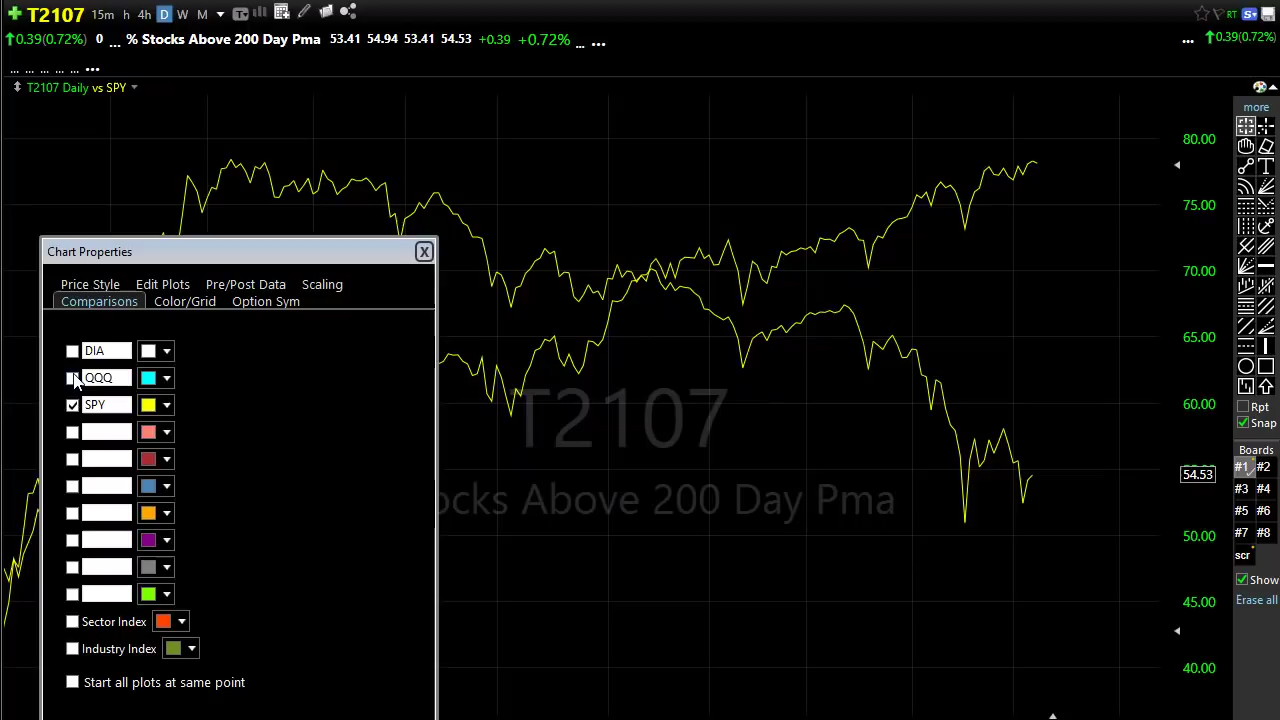 T2107 15m h 4h D W M T RT S
0.39(0.72%) 0 ... % Stocks Above 200 Day Pma 53.41 54.94 53.41 54.53 +0.39 +0.72% ... ... ... 0.39(0.72%)
... ... ... ... ... ...
T2107 Daily vs SPY
more
80.00
75.00
70.00
65.00
60.00
54.53
50.00
45.00
40.00
T2107
ocks Above 200 Day Pma
Chart Properties X
Price Style Edit Plots Pre/Post Data Scaling
Comparisons Color/Grid Option Sym
DIA
QQQ
SPY
Sector Index
Industry Index
Start all plots at same point
T
Rpt
Snap
Boards
#1 #2
#3 #4
#5 #6
#7 #8
scr
Show
Erase all